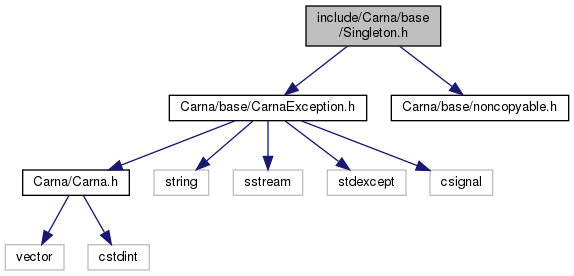 include/Carna/base
/Singleton.h
Carna/base/CarnaException.h
Carna/base/noncopyable.h
Carna/Carna.h
string
sstream
stdexcept
csignal
vector
cstdint